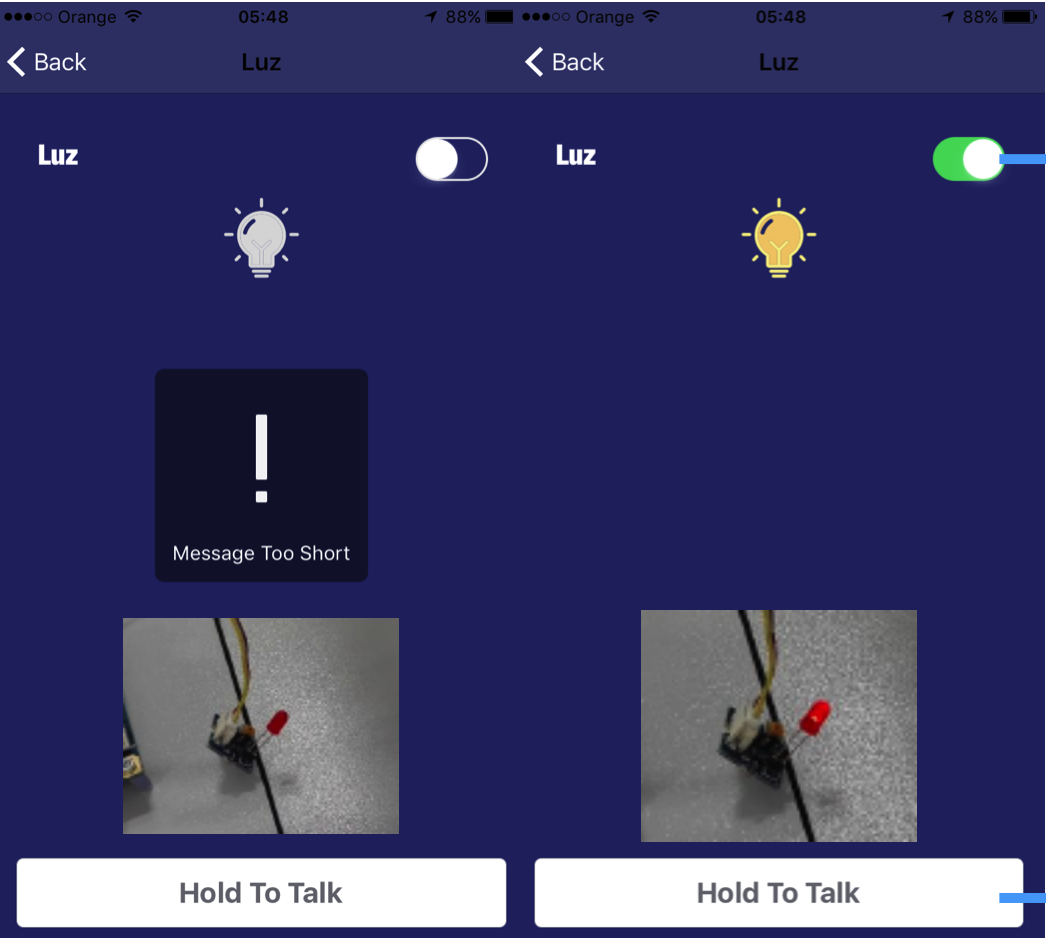 Orange 05:48 88%
Back Luz
Luz
Message Too Short
Hold To Talk
Orange 05:48 88%
Back Luz
Luz
Hold To Talk